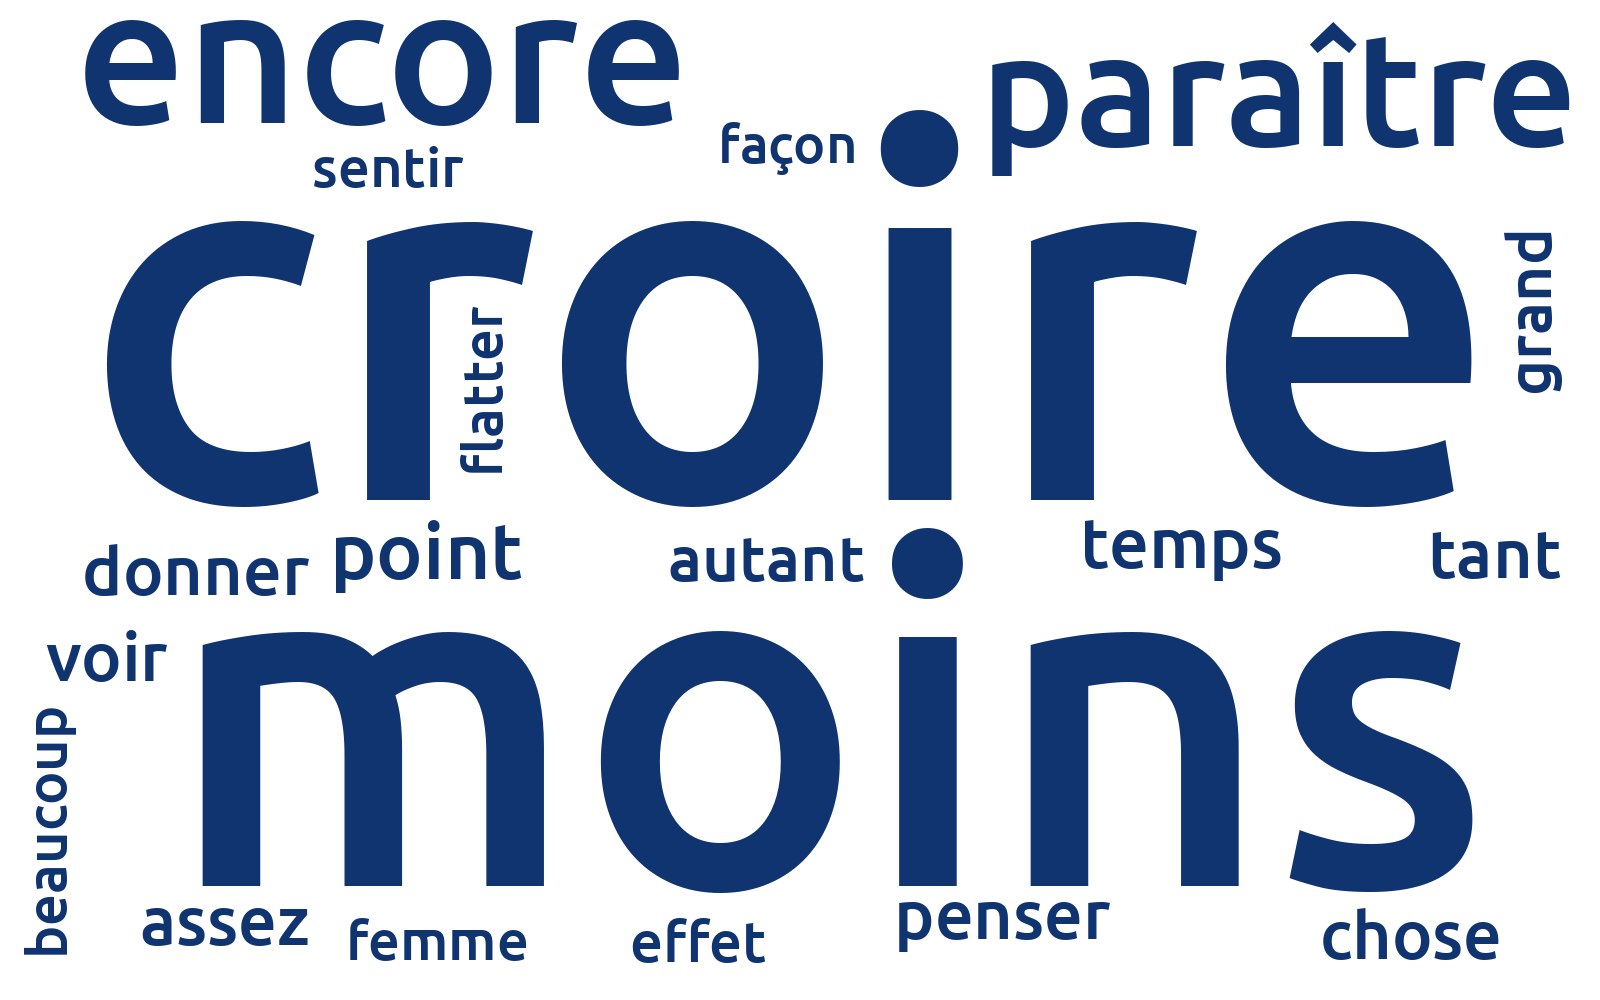 encore
paraître
sentir
façon
croire
flatter
grand
donner
point
autant
temps
tant
voir
moins
beaucoup
assez
femme
effet
penser
chose